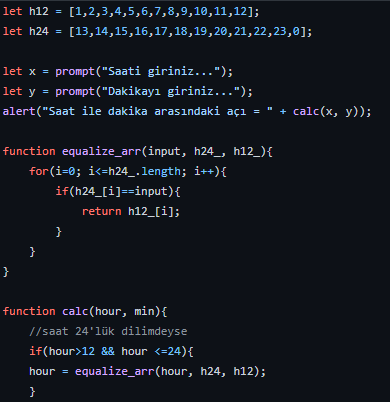 let h12 = [1,2,3,4,5,6,7,8,9,10,11,12];
let h24 = [13,14,15,16,17,18,19,20,21,22,23,0];
let x = prompt("Saati giriniz...");
let y = prompt("Dakikayı giriniz...");
alert("Saat ile dakika arasındaki açı = " + calc(x, y));
function equalize_arr(input, h24_, h12_){
for(i=0; i<=h24_.length; i++){
if(h24_[i]==input){
return h12_[i];
}
}
}
function calc(hour, min){
//saat 24'lük dilimdeyse
if(hour>12 && hour <=24){
hour = equalize_arr(hour, h24, h12);
}